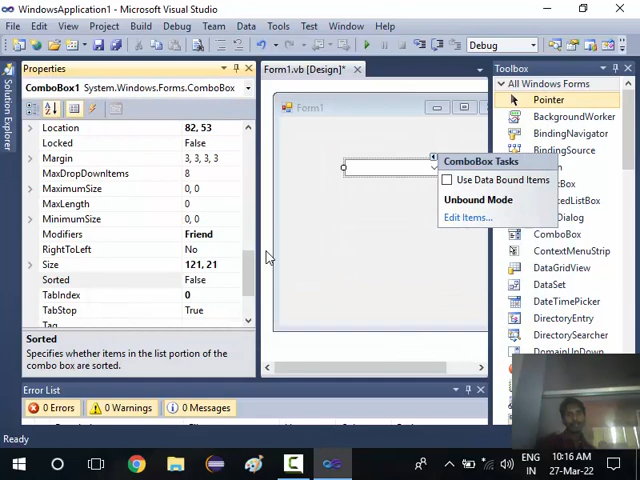 WindowsApplication1 - Microsoft Visual Studio
File Edit View Project Build Debug Team Data Tools Test Window Help
Debug
Solution Explorer
Properties
ComboBox1 System.Windows.Forms.ComboBox
Location 82, 53
Locked False
Margin 3, 3, 3, 3
MaxDropDownItems 8
MaximumSize 0, 0
MaxLength 0
MinimumSize 0, 0
Modifiers Friend
RightToLeft No
Size 121, 21
Sorted False
TabIndex 0
TabStop True
Tag
Sorted
Specifies whether items in the list portion of the
combo box are sorted.
Form1.vb [Design]*
Form1
ComboBox Tasks
Use Data Bound Items
Unbound Mode
Edit Items...
Toolbox
All Windows Forms
Pointer
BackgroundWorker
BindingNavigator
BindingSource
ComboBox
ContextMenuStrip
DataGridView
DataSet
DateTimePicker
DirectoryEntry
DirectorySearcher
DomainUpDown
Error List
0 Errors 0 Warnings 0 Messages
Ready
ENG
IN
10:16 AM
27-Mar-22